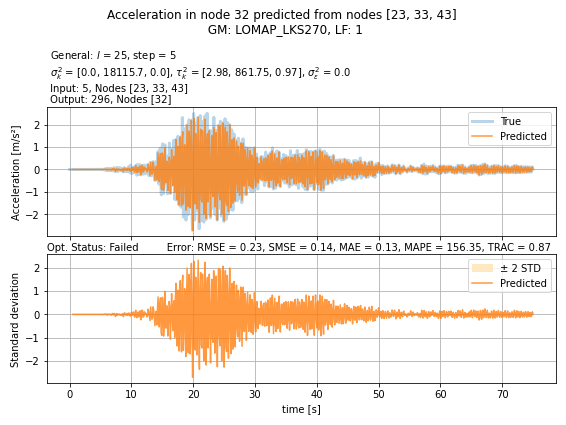 Acceleration in node 32 predicted from nodes [23, 33, 43]
GM: LOMAP_LKS270, LF: 1
General: l = 25, step = 5
σ²ₖ = [0.0, 18115.7, 0.0], τ²ₖ = [2.98, 861.75, 0.97], σ²ε = 0.0
Input: 5, Nodes [23, 33, 43]
Output: 296, Nodes [32]
Acceleration [m/s²]
2
1
0
−1
−2
True
Predicted
Opt. Status: Failed Error: RMSE = 0.23, SMSE = 0.14, MAE = 0.13, MAPE = 156.35, TRAC = 0.87
Standard deviation
2
1
0
−1
−2
± 2 STD
Predicted
0 10 20 30 40 50 60 70
time [s]